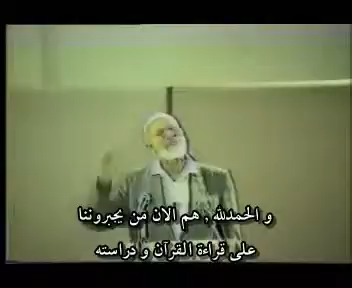 و الحمدلله , هم الان من يجبروننا
على قراءة القرآن و دراسته